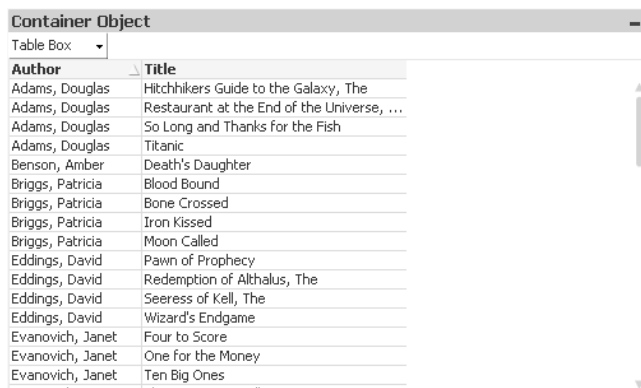 Container Object
Table Box
Author Title
Adams, Douglas Hitchhikers Guide to the Galaxy, The
Adams, Douglas Restaurant at the End of the Universe, ...
Adams, Douglas So Long and Thanks for the Fish
Adams, Douglas Titanic
Benson, Amber Death's Daughter
Briggs, Patricia Blood Bound
Briggs, Patricia Bone Crossed
Briggs, Patricia Iron Kissed
Briggs, Patricia Moon Called
Eddings, David Pawn of Prophecy
Eddings, David Redemption of Althalus, The
Eddings, David Seeress of Kell, The
Eddings, David Wizard's Endgame
Evanovich, Janet Four to Score
Evanovich, Janet One for the Money
Evanovich, Janet Ten Big Ones